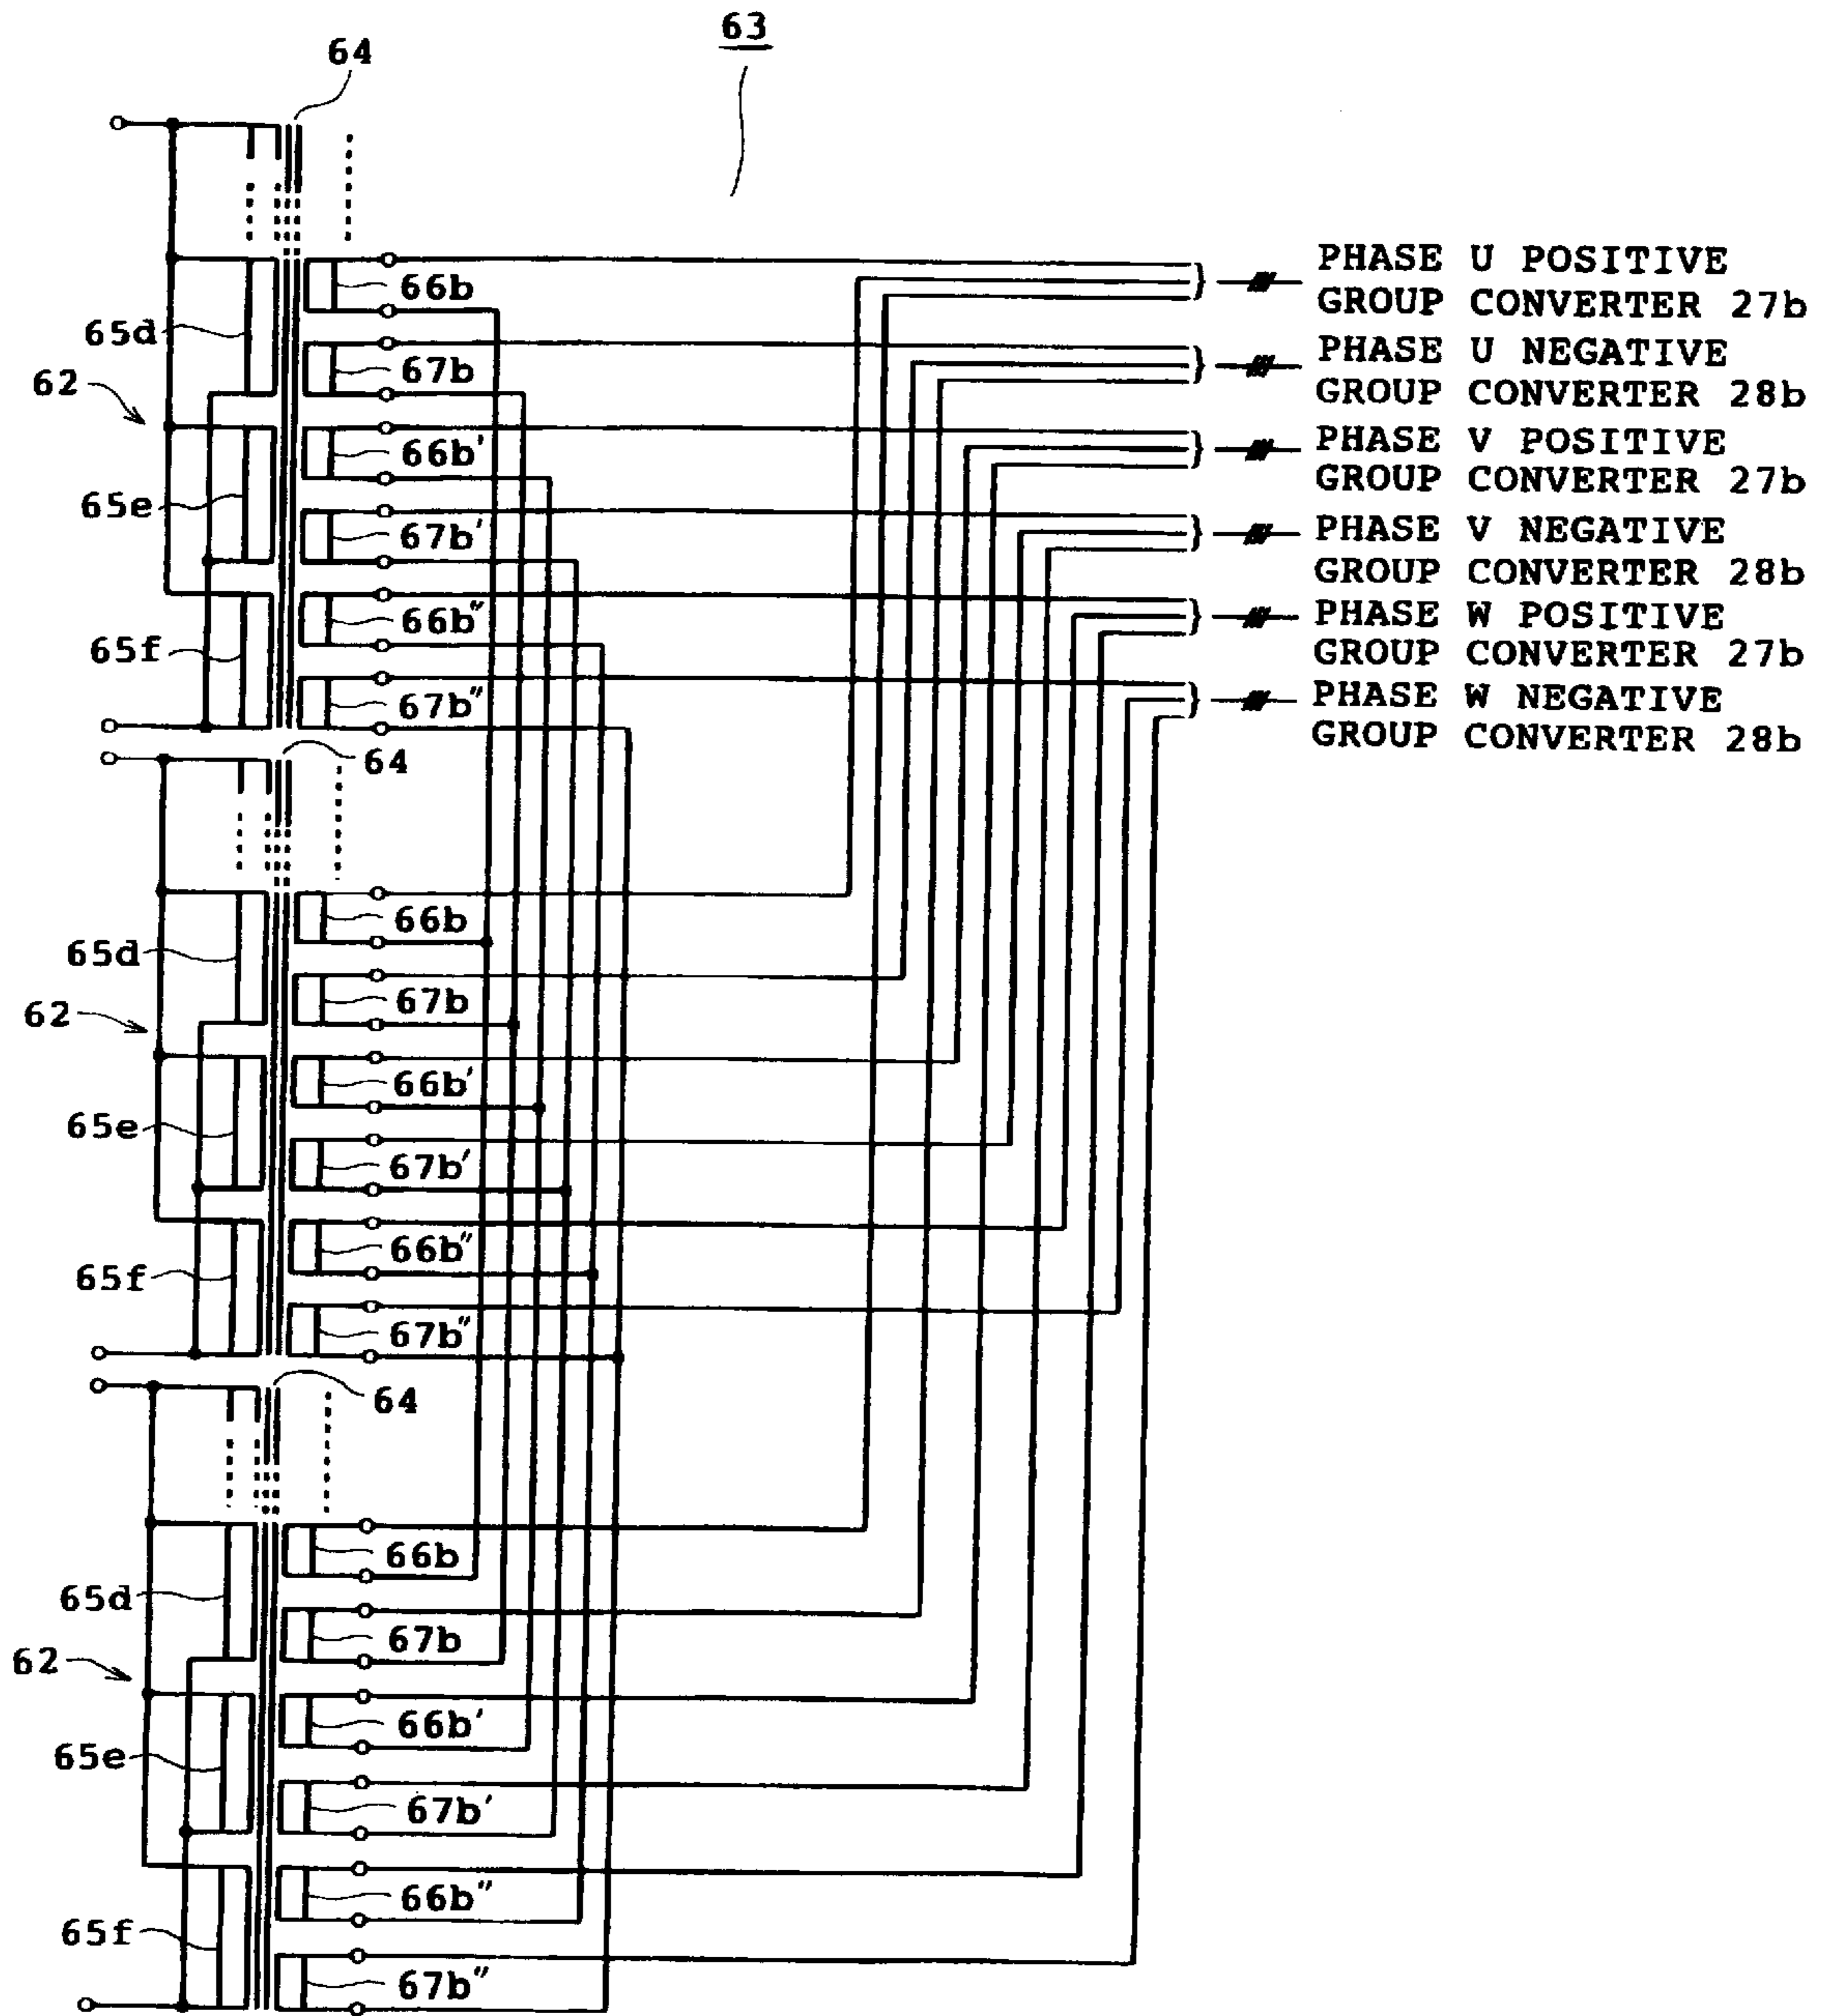 63
64
66b
65d
67b
62
66b'
65e
67b'
66b"
65f
67b"
PHASE U POSITIVE
GROUP CONVERTER 27b
PHASE U NEGATIVE
GROUP CONVERTER 28b
PHASE V POSITIVE
GROUP CONVERTER 27b
PHASE V NEGATIVE
GROUP CONVERTER 28b
PHASE W POSITIVE
GROUP CONVERTER 27b
PHASE W NEGATIVE
GROUP CONVERTER 28b
64
66b
65d
67b
62
66b'
65e
67b'
66b"
65f
67b"
64
66b
65d
67b
62
66b'
65e
67b'
66b"
65f
67b"